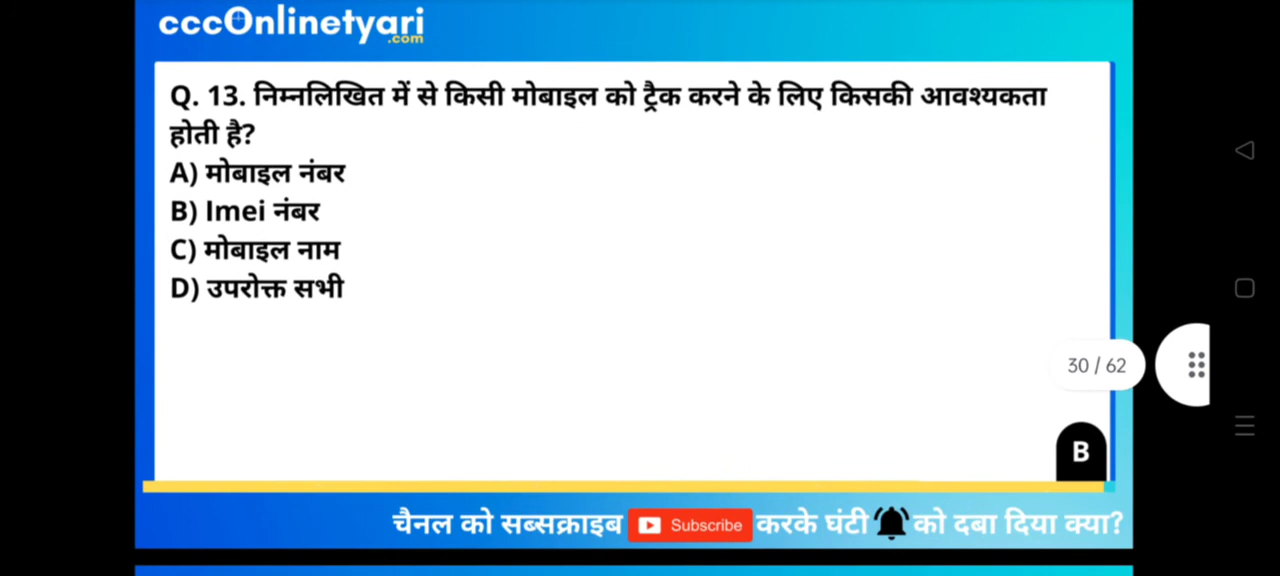 cccOnlinetyari
.com
Q. 13. निम्नलिखित में से किसी मोबाइल को ट्रैक करने के लिए किसकी आवश्यकता
होती है?
A) मोबाइल नंबर
B) Imei नंबर
C) मोबाइल नाम
D) उपरोक्त सभी
30 / 62
B
चैनल को सब्सक्राइब Subscribe करके घंटी को दबा दिया क्या?